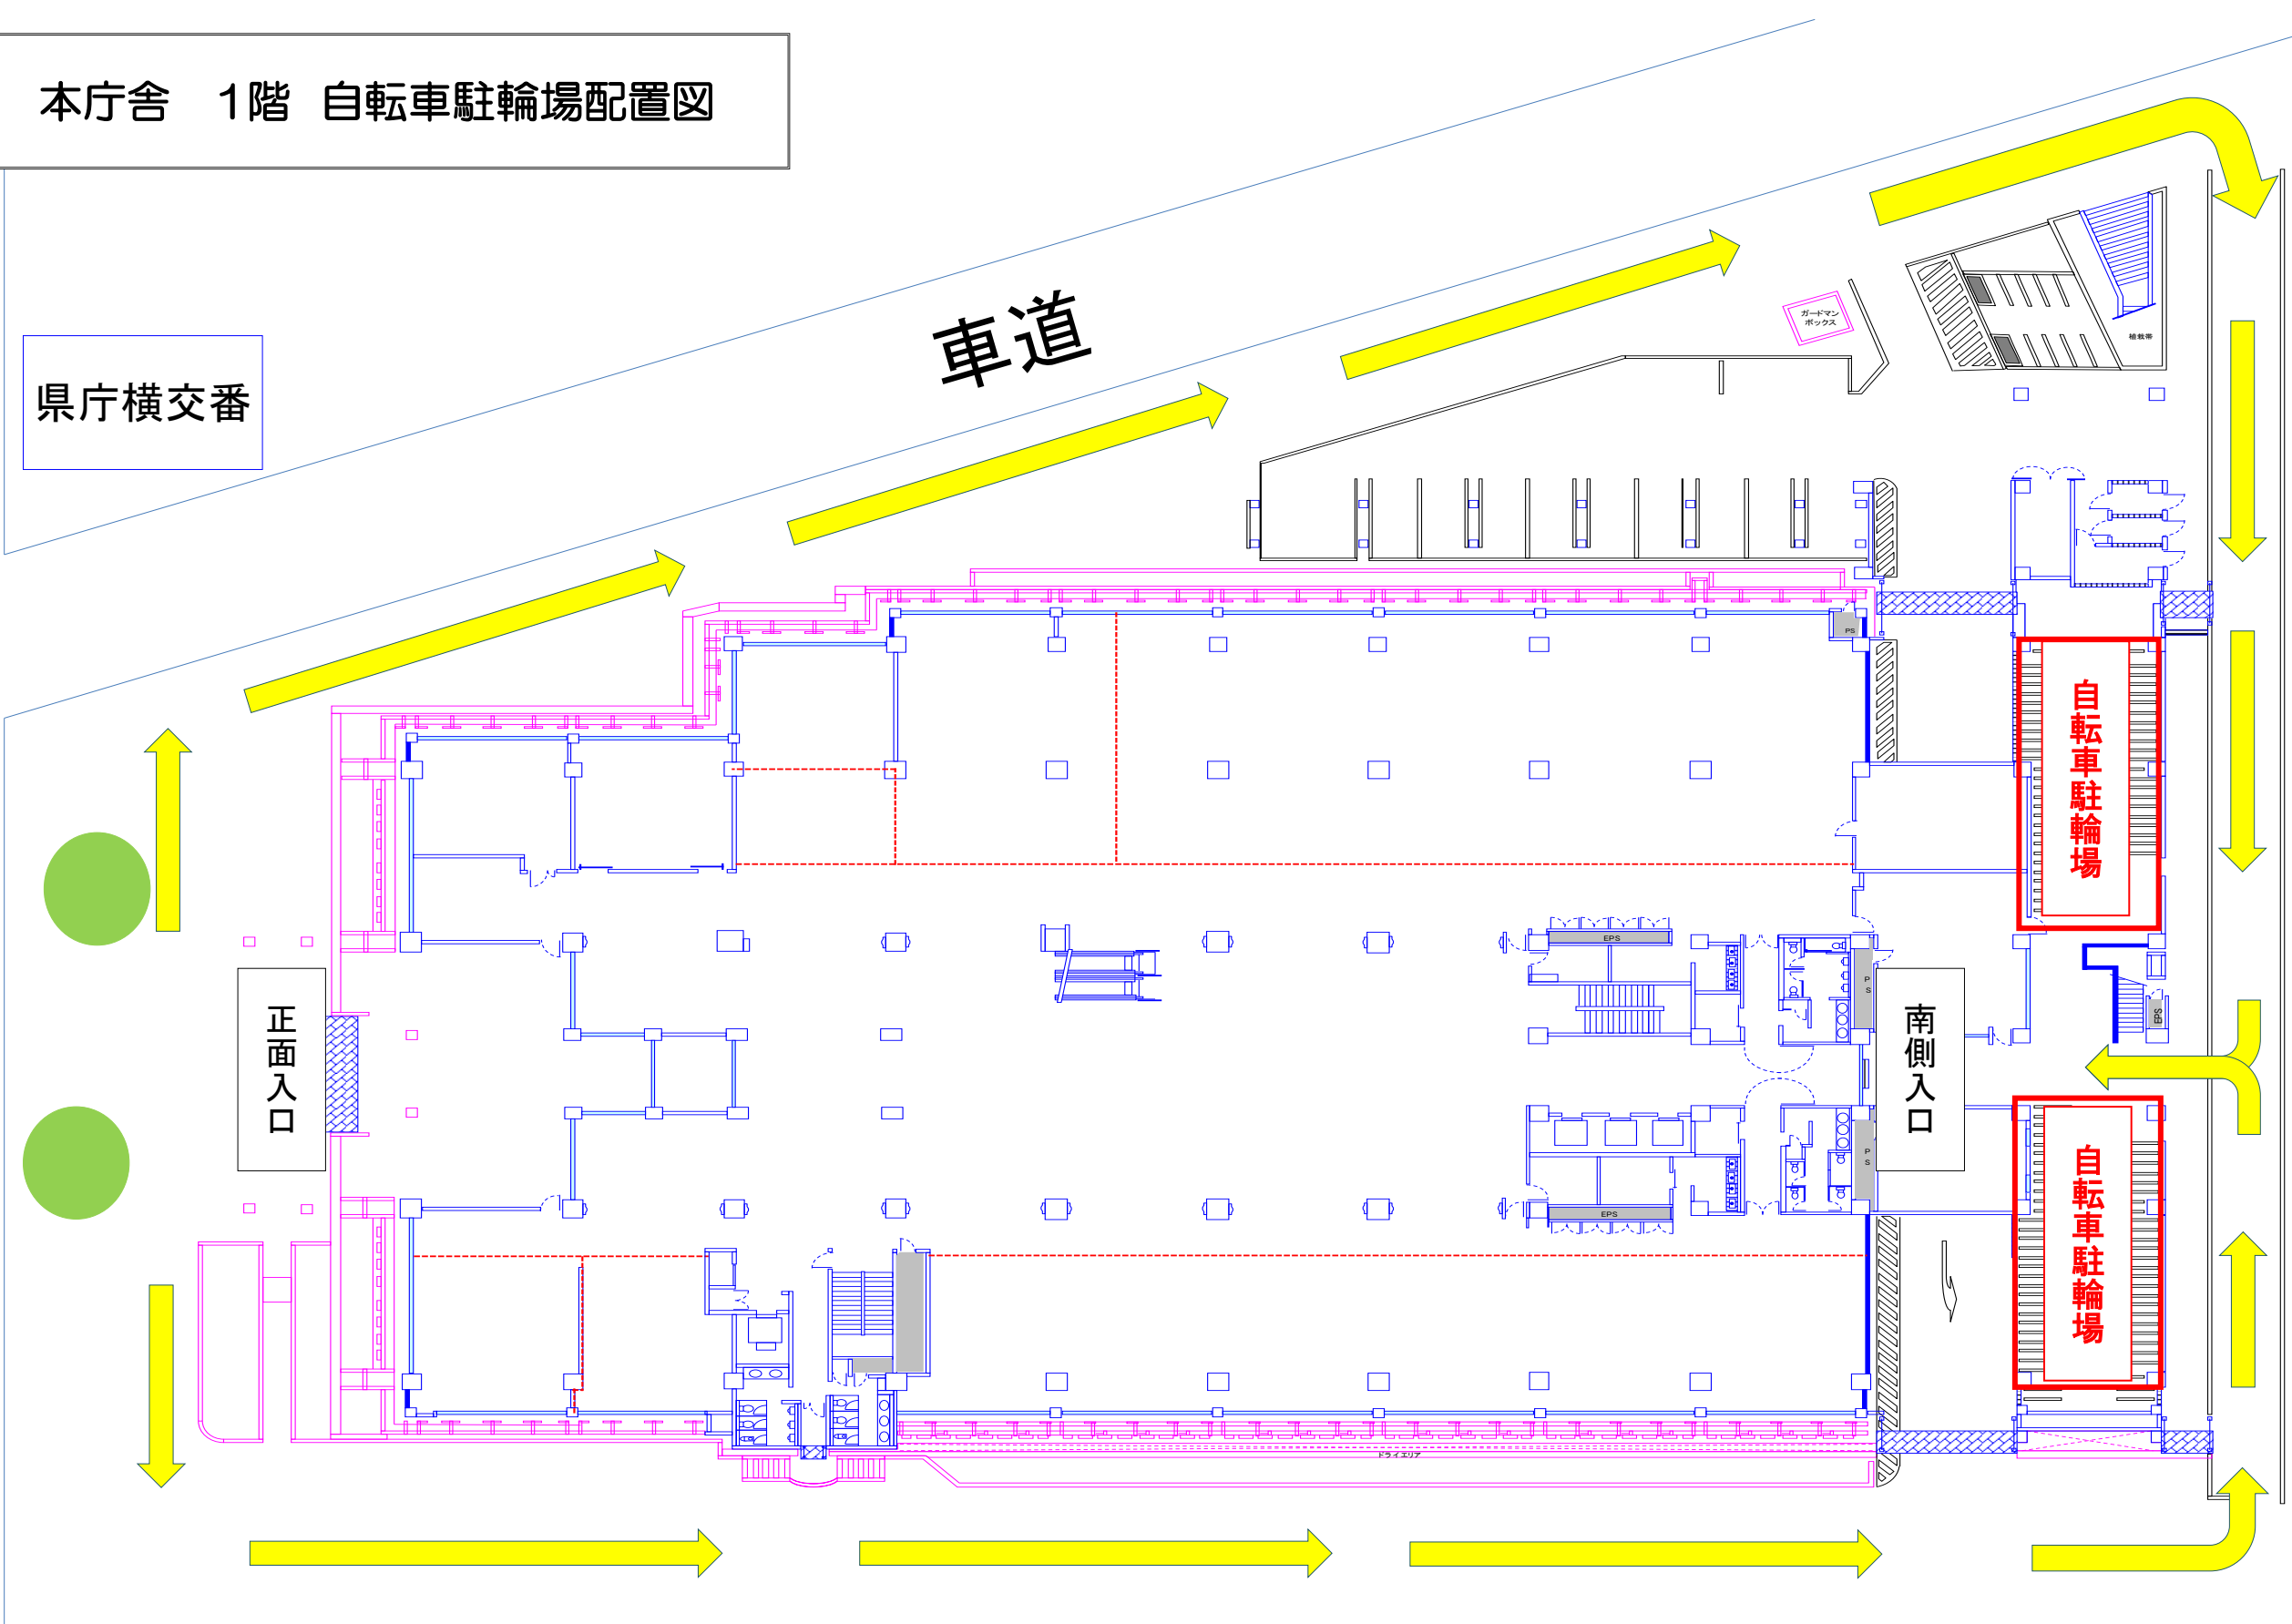 本庁舎　1階 自転車駐輪場配置図
県庁横交番
車道
ガードマン
ボックス
植栽帯
PS
自転車駐輪場
EPS
PS
EPS
正面入口
南側入口
PS
EPS
自転車駐輪場
ドライエリア